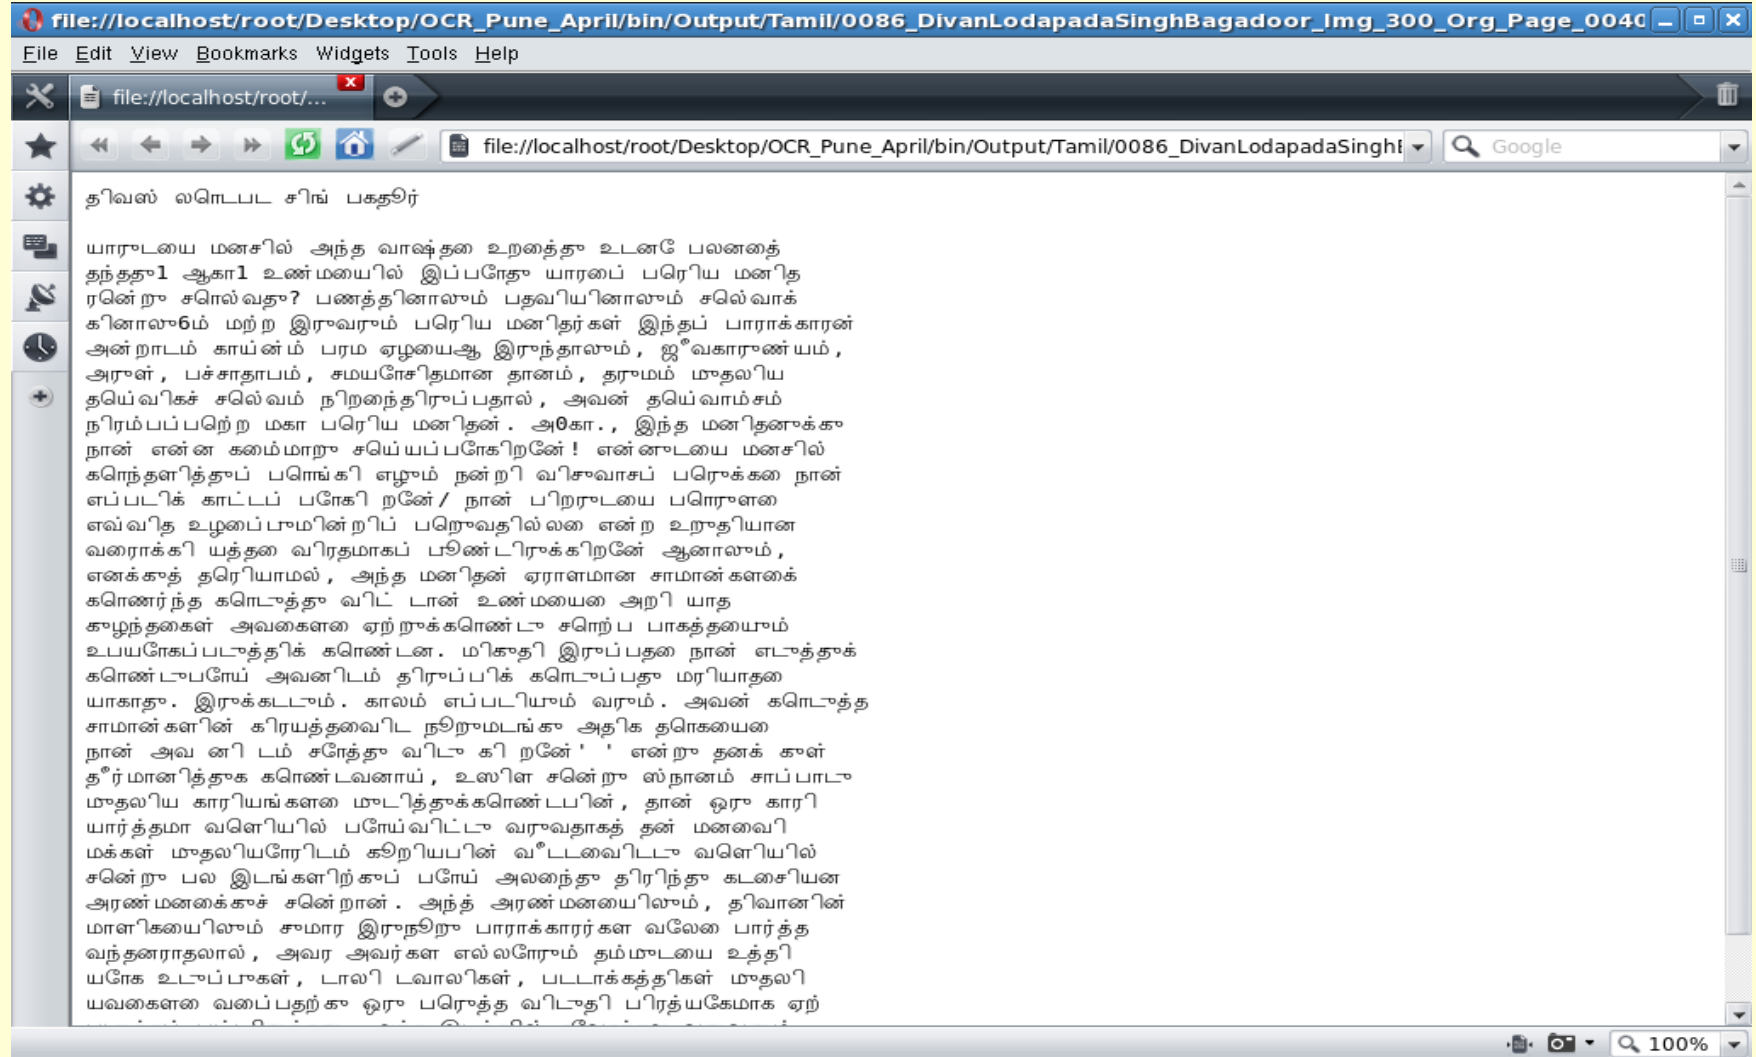 file://localhost/root/Desktop/OCR_Pune_April/bin/Output/Tamil/0086_DivanLodapadaSinghBagadoor_Img_300_Org_Page_0040
File Edit View Bookmarks Widgets Tools Help
file://localhost/root/...
file://localhost/root/Desktop/OCR_Pune_April/bin/Output/Tamil/0086_DivanLodapadaSinghB Google
திவஸ் லொடபட சிங் பகதூர்
யாருடைய மனசில் அந்த வாஷ்தை உறைத்து உடனே பலனைத்
தந்தது1 ஆகா1 உண்மையில் இப்போது யாரைப் பெரிய மனித
ரென்று சொல்வது? பணத்தினாலும் பதவியினாலும் செல்வாக்
கினாலு6ம் மற்ற இருவரும் பெரிய மனிதர்கள் இந்தப் பாராக்காரன்
அன்றாடம் காய்ன்ம் பரம ஏழையஆ இருந்தாலும், ஜீவகாருண்யம்,
அருள், பச்சாதாபம், சமயோசிதமான தானம், தருமம் முதலிய
தெய்விகச் செல்வம் நிறைந்திருப்பதால், அவன் தெய்வாம்சம்
நிரம்பப்பெற்ற மகா பெரிய மனிதன். அ0கா., இந்த மனிதனுக்கு
நான் என்ன கைம்மாறு செய்யப்போகிறேன்! என்னுடைய மனசில்
கொந்தளித்துப் பொங்கி எழும் நன்றி விசுவாசப் பெருக்கை நான்
எப்படிக் காட்டப் போகி றேன்/ நான் பிறருடைய பொருளை
எவ்வித உழைப்புமின்றிப் பெறுவதில்லை என்ற உறுதியான
வைராக்கி யத்தை விரதமாகப் பூண்டிருக்கிறேன் ஆனாலும்,
எனக்குத் தெரியாமல், அந்த மனிதன் ஏராளமான சாமான்களைக்
கொணர்ந்த கொடுத்து விட் டான் உண்மையை அறி யாத
குழந்தைகள் அவைகளை ஏற்றுக்கொண்டு சொற்ப பாகத்தையும்
உபயோகப்படுத்திக் கொண்டன. மிகுதி இருப்பதை நான் எடுத்துக்
கொண்டுபோய் அவனிடம் திருப்பிக் கொடுப்பது மரியாதை
யாகாது. இருக்கடடும். காலம் எப்படியும் வரும். அவன் கொடுத்த
சாமான்களின் கிரயத்தைவிட நூறுமடங்கு அதிக தொகையை
நான் அவ னி டம் சேர்த்து விடு கி றேன்' ' என்று தனக் குள்
தீர்மானித்துக கொண்டவனாய், உஸிள சென்று ஸ்நானம் சாப்பாடு
முதலிய காரியங்களை முடித்துக்கொண்டபின், தான் ஒரு காரி
யார்த்தமா வெளியில் போய்விட்டு வருவதாகத் தன் மனைவி
மக்கள் முதலியோரிடம் கூறியபின் வீடடைவிடடு வெளியில்
சென்று பல இடங்களிற்குப் போய் அலைந்து திரிந்து கடைசியன
அரண்மனைக்குச் சென்றான். அந்த் அரண்மனையிலும், திவானின்
மாளிகையிலும் சுமார இருநூறு பாராக்காரர்கள வேலை பார்த்த
வந்தனராதலால், அவர அவர்கள எல்லோரும் தம்முடைய உத்தி
யோக உடுப்புகள், டாலி டவாலிகள், படடாக்கத்திகள் முதலி
யவைகளை வைப்பதற்கு ஒரு பெருத்த விடுதி பிரத்யேகமாக ஏற்
100%